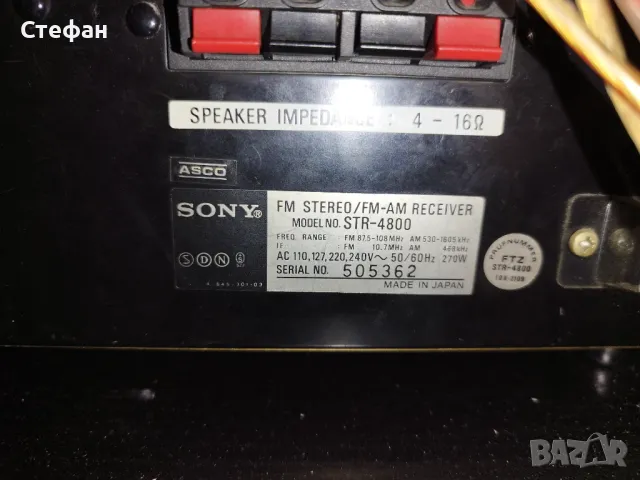 Стефан
SPEAKER IMPEDANCE : 4 - 16Ω
ASCO
SONY® FM STEREO/FM-AM RECEIVER
MODEL NO. STR-4800
FREQ. RANGE FM 87.5-108MHz AM 530-1605kHz
IF FM 10.7MHz AM 468kHz
AC 110,127,220,240V~ 50/60Hz 270W
S D N
SERIAL NO. 505362
MADE IN JAPAN
PRÜFNUMMER
FTZ
STR-4800
BAZAR